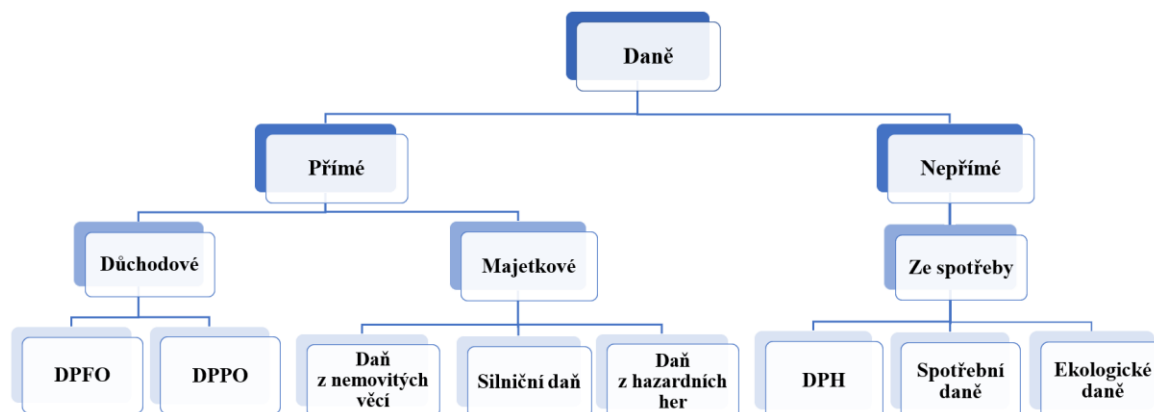 Daně
Přímé
Nepřímé
Důchodové
Majetkové
Ze spotřeby
DPFO
DPPO
Daň
z nemovitých
věcí
Silniční daň
Daň
z hazardních
her
DPH
Spotřební
daně
Ekologické
daně